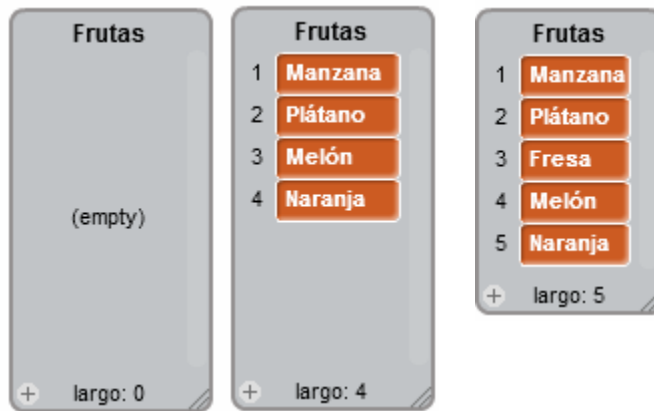 Frutas
(empty)
+ largo: 0
Frutas
1 Manzana
2 Plátano
3 Melón
4 Naranja
+ largo: 4
Frutas
1 Manzana
2 Plátano
3 Fresa
4 Melón
5 Naranja
+ largo: 5